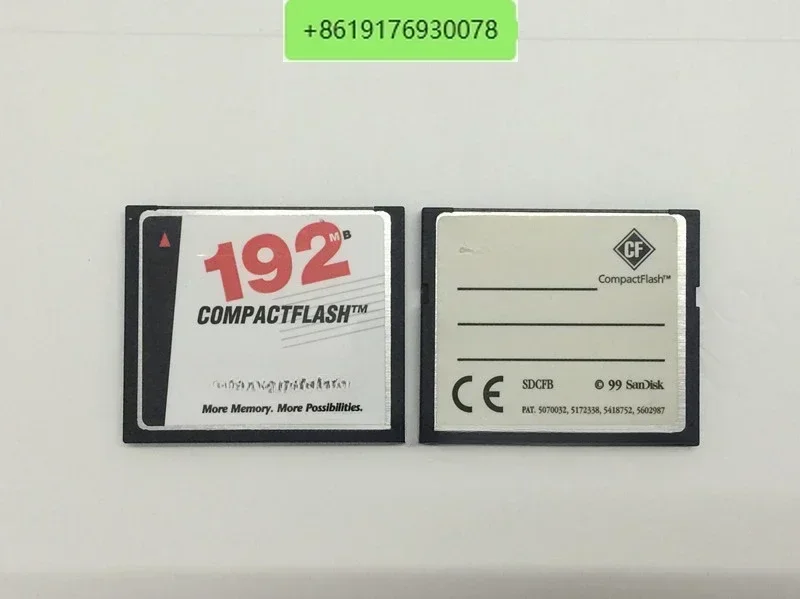 +8619176930078
192 MB
COMPACTFLASH™
More Memory. More Possibilities.
CF
CompactFlash™
CE SDCFB © 99 SanDisk
PAT. 5070032, 5172338, 5418752, 5602987